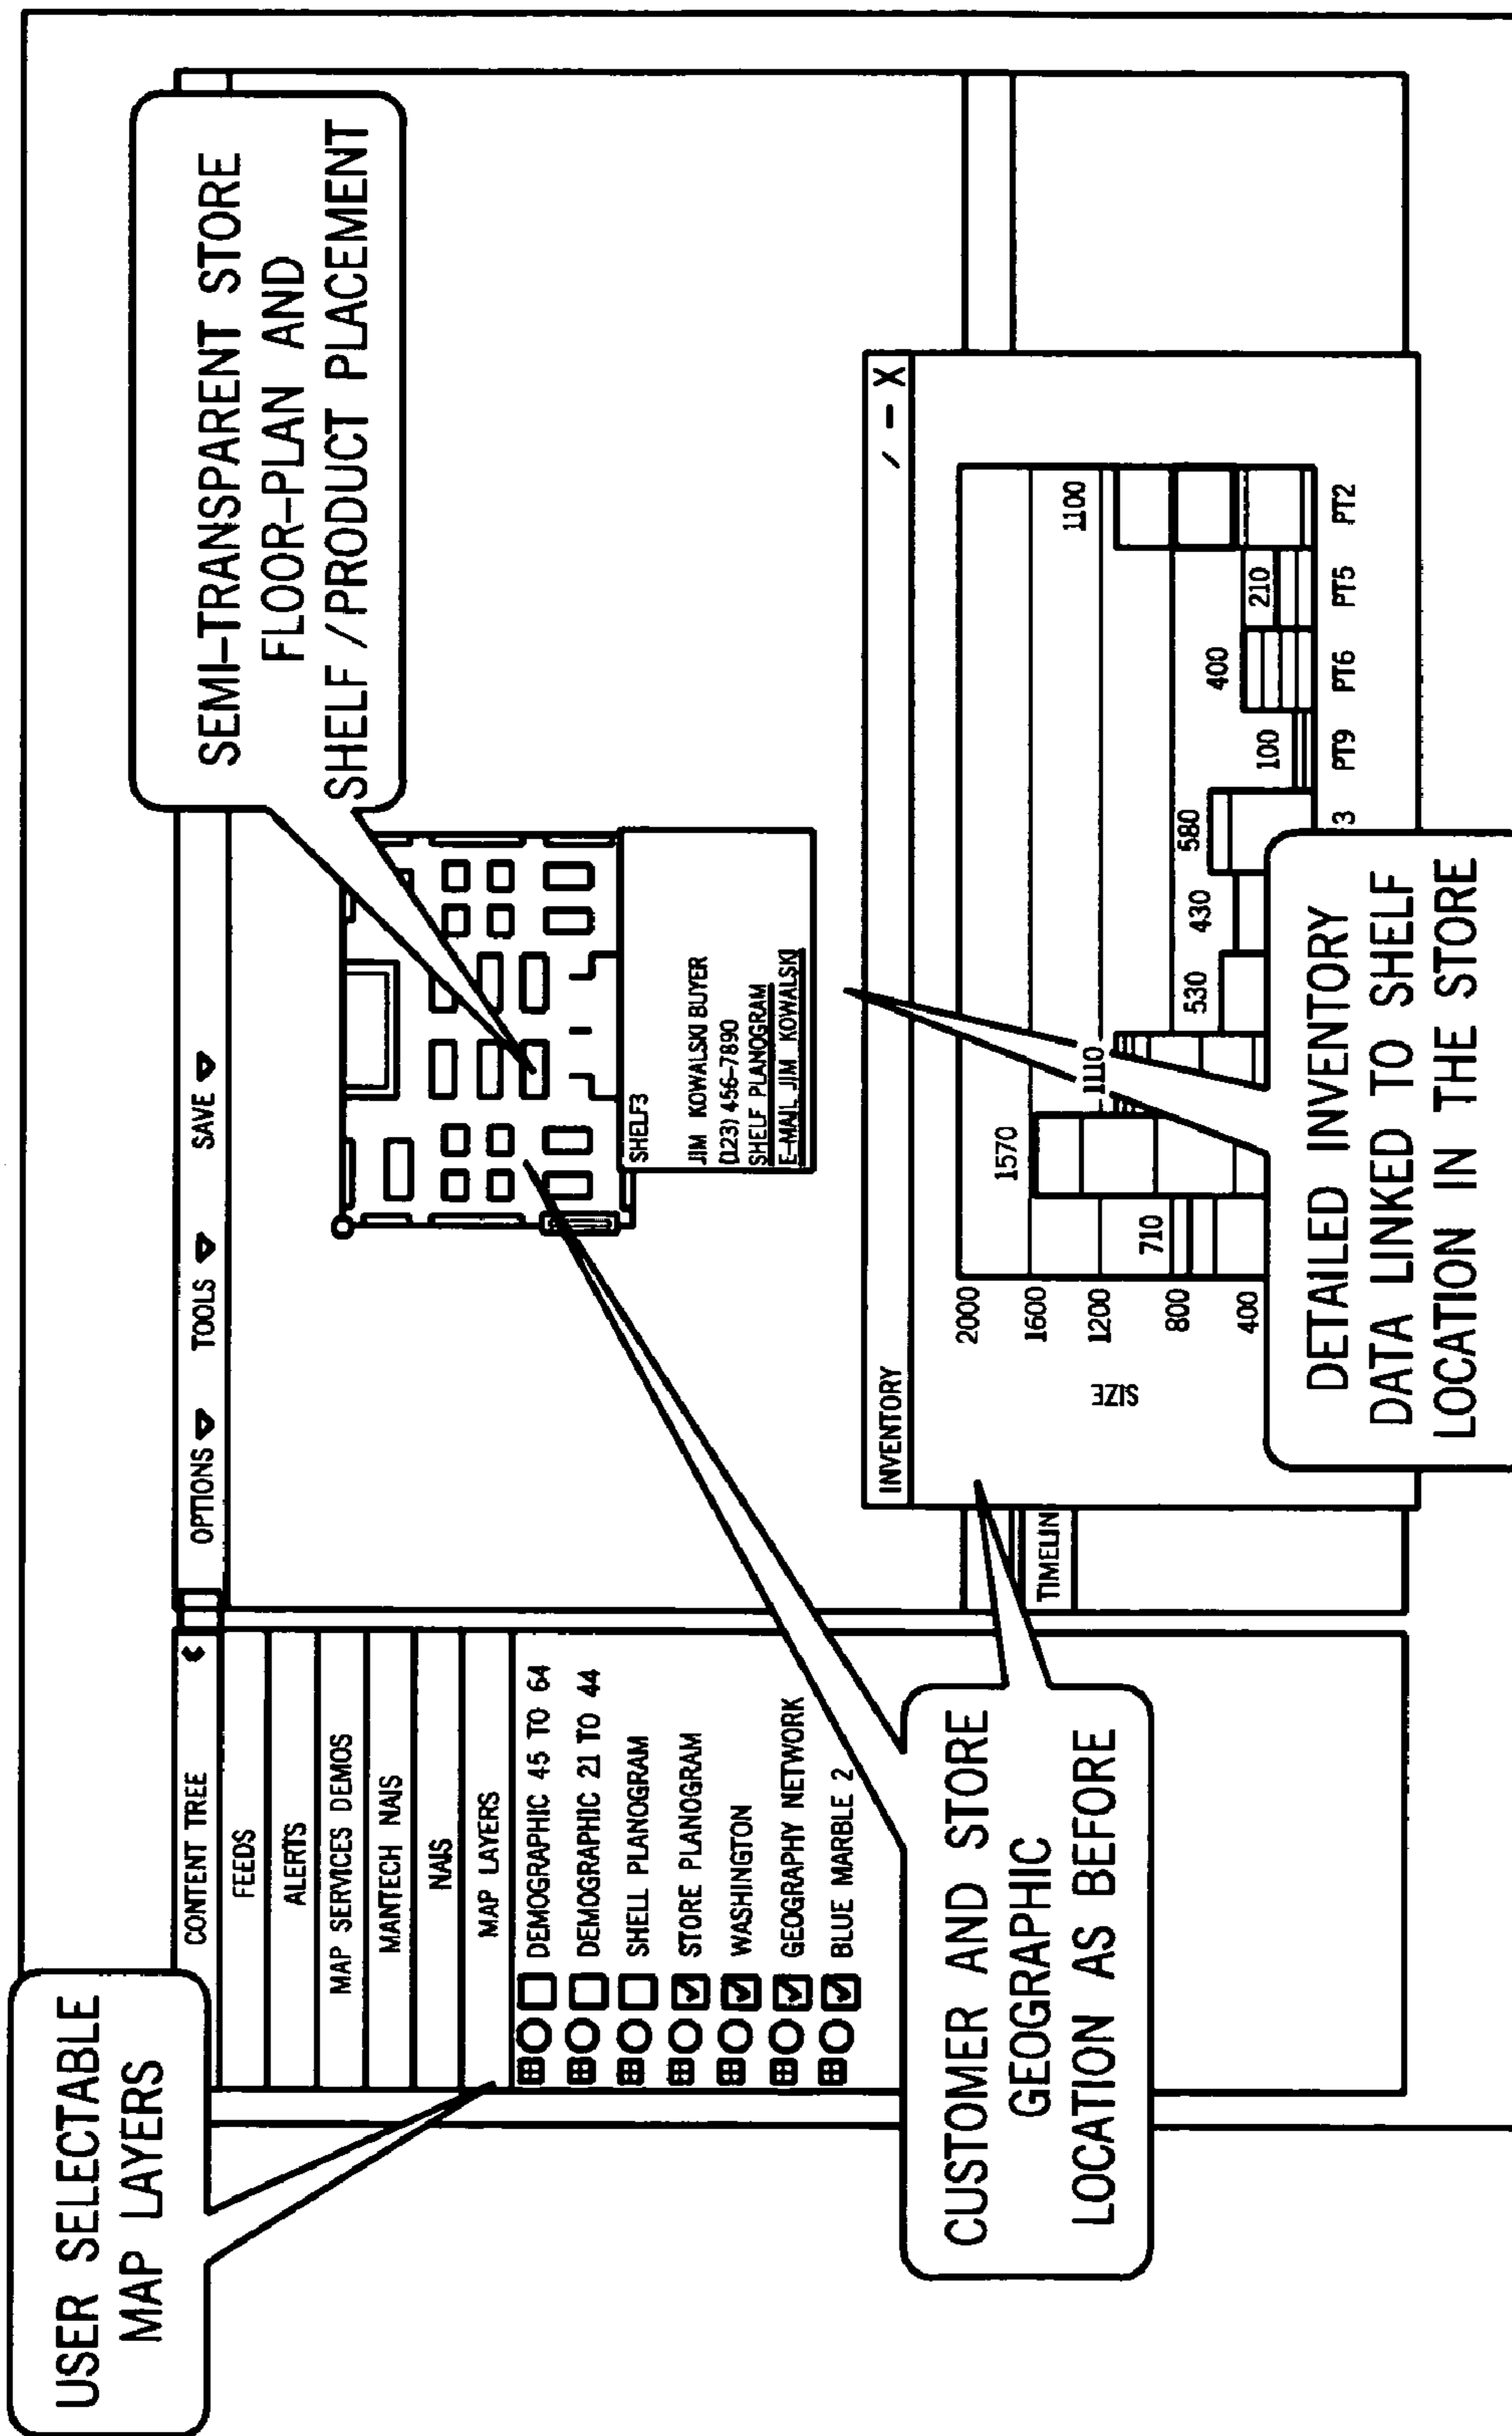 USER SELECTABLE
MAP LAYERS
SEMI-TRANSPARENT STORE
FLOOR-PLAN AND
SHELF/PRODUCT PLACEMENT
CONTENT TREE
OPTIONS
TOOLS
SAVE
FEEDS
ALERTS
MAP SERVICES DEMOS
MANTECH NAIS
NAIS
MAP LAYERS
DEMOGRAPHIC 45 TO 64
DEMOGRAPHIC 21 TO 44
SHELL PLANOGRAM
STORE PLANOGRAM
WASHINGTON
GEOGRAPHY NETWORK
BLUE MARBLE 2
SHELF3
JIM KOWALSKI BUYER
(123) 456-7890
SHELF PLANOGRAM
E-MAIL JIM KOWALSKI
CUSTOMER AND STORE
GEOGRAPHIC
LOCATION AS BEFORE
TIMELIN
INVENTORY
/ - X
SIZE
2000
1600
1200
800
400
710
1570
1110
530
430
580
100
400
210
1100
3
PT9
PT6
PT5
PT2
DETAILED INVENTORY
DATA LINKED TO SHELF
LOCATION IN THE STORE